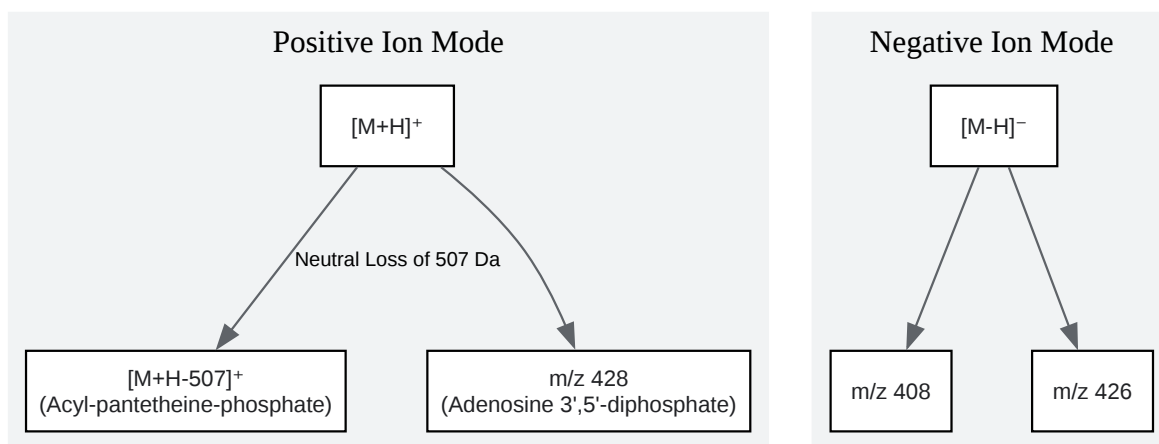 Positive Ion Mode
[M+H]⁺
Neutral Loss of 507 Da
[M+H-507]⁺
(Acyl-pantetheine-phosphate)
m/z 428
(Adenosine 3',5'-diphosphate)
Negative Ion Mode
[M-H]⁻
m/z 408
m/z 426